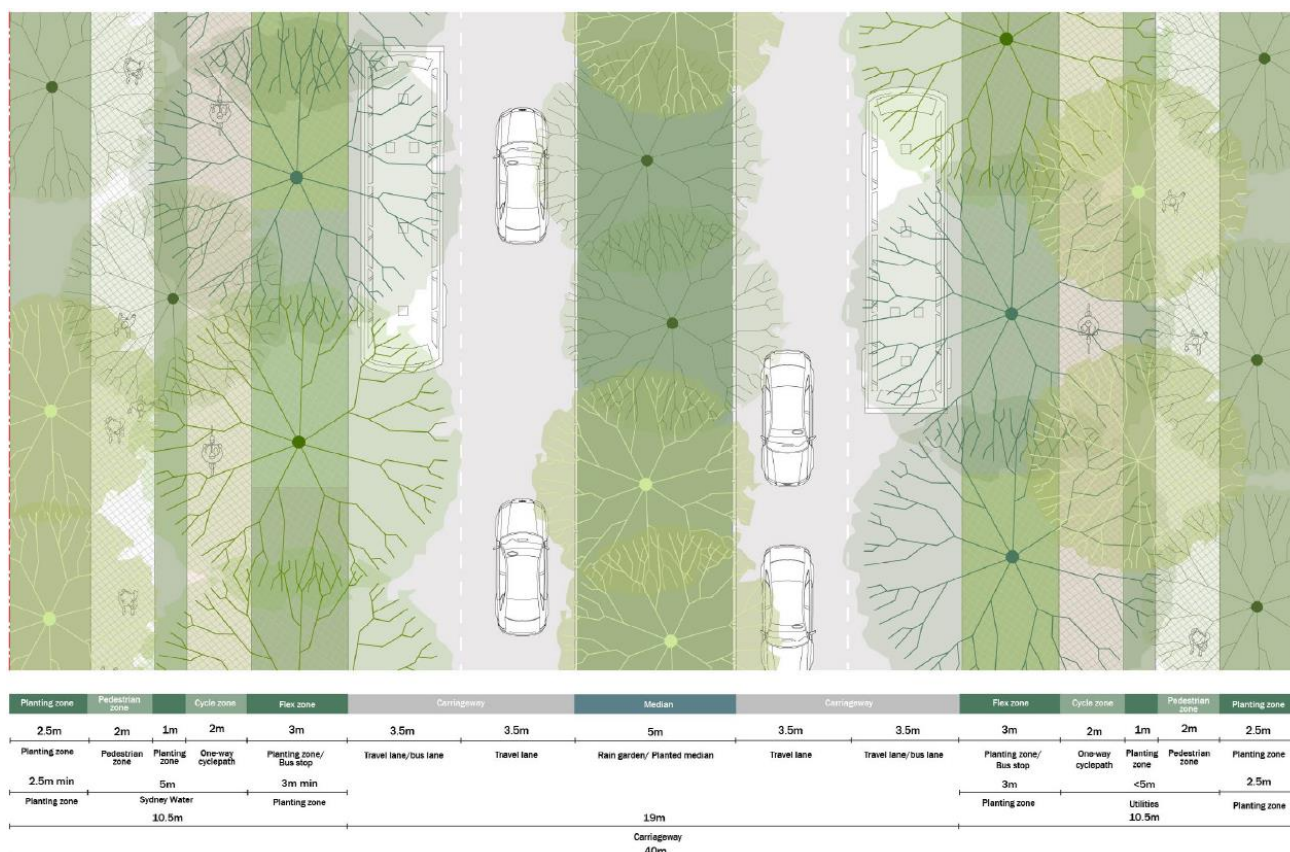 Planting zone Pedestrian zone Cycle zone Flex zone Carriageway Median Carriageway Flex zone Cycle zone Pedestrian zone Planting zone
2.5m 2m 1m 2m 3m 3.5m 3.5m 5m 3.5m 3.5m 3m 2m 1m 2m 2.5m
Planting zone Pedestrian zone Planting zone One-way cyclepath Planting zone/ Bus stop Travel lane/bus lane Travel lane Rain garden/ Planted median Travel lane Travel lane/bus lane Planting zone/ Bus stop One-way cyclepath Planting zone Pedestrian zone Planting zone
2.5m min 5m 3m min 3m <5m 2.5m
Planting zone Sydney Water Planting zone Planting zone Utilities Planting zone
10.5m 19m 10.5m
Carriageway
40m